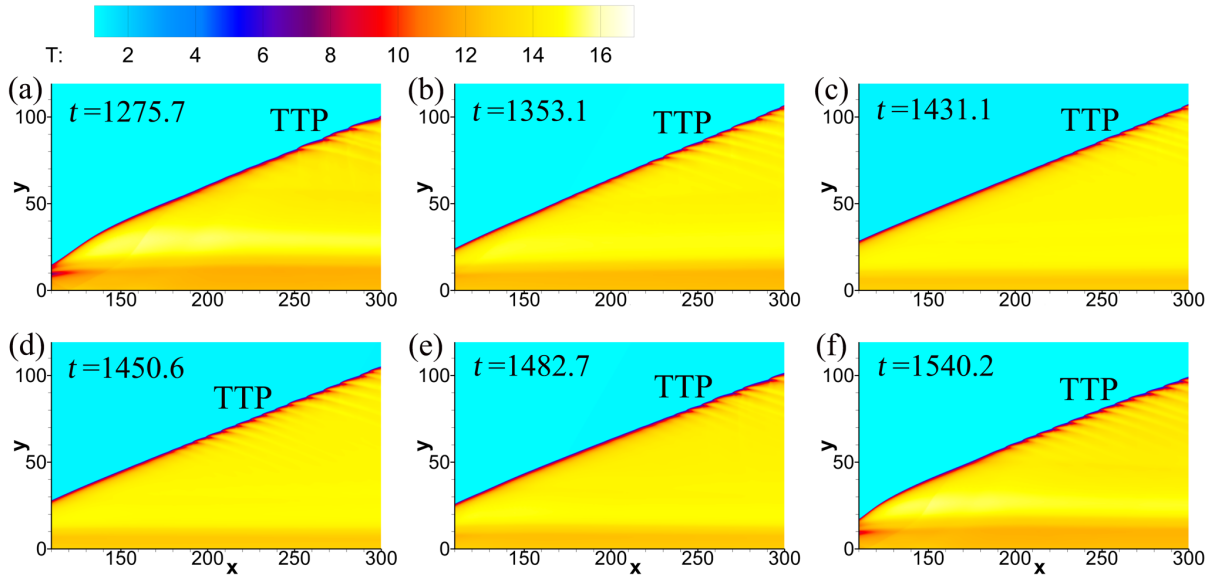 T: 2 4 6 8 10 12 14 16
(a) t=1275.7 TTP
y
100
50
0
150 200 250 300
(b) t=1353.1 TTP
y
100
50
0
150 200 250 300
(c) t=1431.1 TTP
y
100
50
0
150 200 250 300
(d) t=1450.6 TTP
y
100
50
0
150 200 250 300
x
(e) t=1482.7 TTP
y
100
50
0
150 200 250 300
x
(f) t=1540.2 TTP
y
100
50
0
150 200 250 300
x